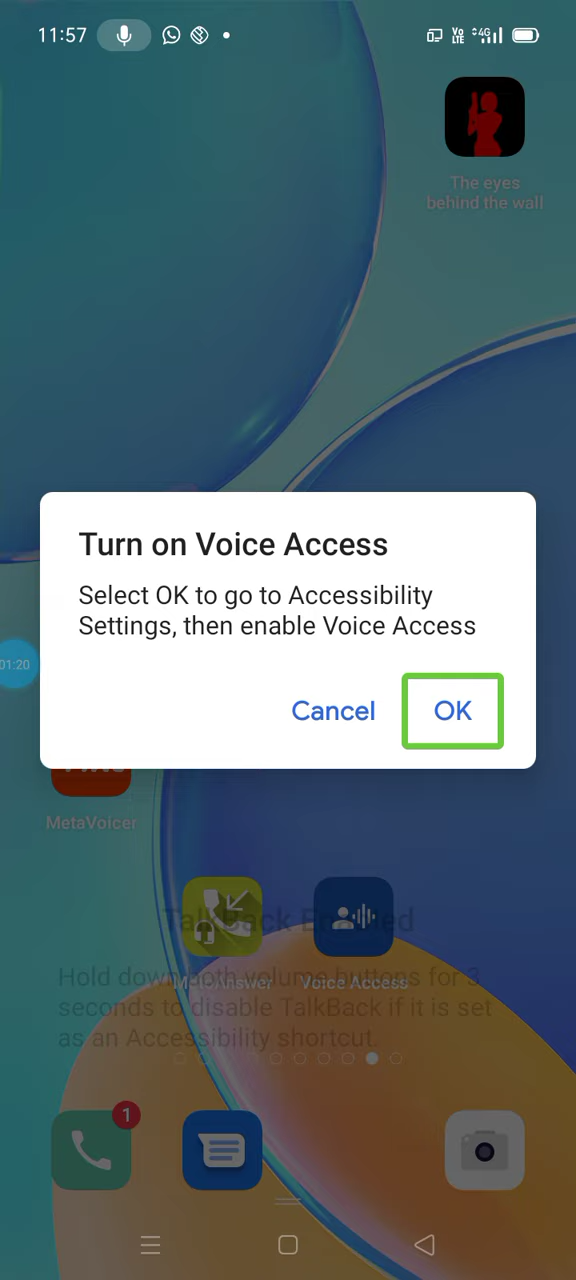 11:57
The eyes
behind the wall
Turn on Voice Access
Select OK to go to Accessibility
Settings, then enable Voice Access
01:20
Cancel OK
MetaVoicer
TalkBack Enabled
Voice Access
Hold down both volume buttons for 3
seconds to disable TalkBack if it is set
as an Accessibility shortcut.
1